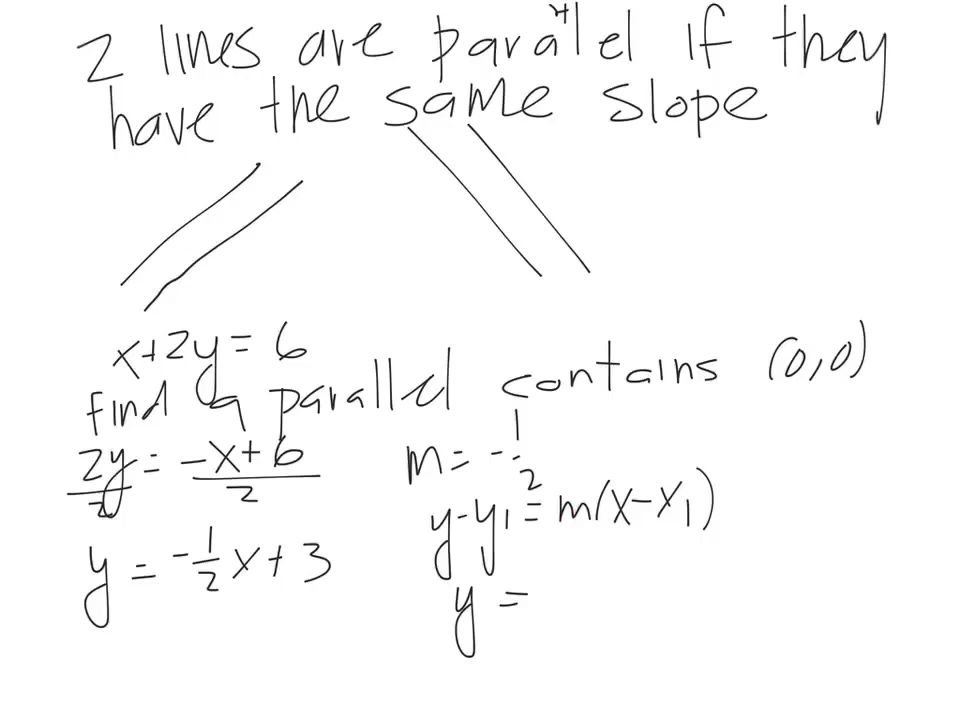 2 lines are parallel if they
have the same slope
x+2y=6
find a parallel contains (0,0)
2y/2 = -x+6/2
y = -1/2 x + 3
m = -1/2
y-y1 = m(x-x1)
y =